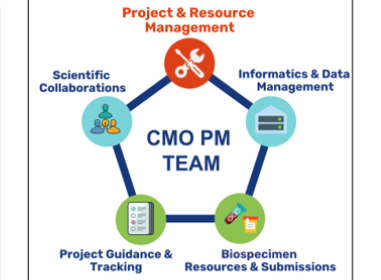 Project & Resource
Management
Scientific
Collaborations
Informatics & Data
Management
CMO PM
TEAM
Project Guidance &
Tracking
Biospecimen
Resources & Submissions